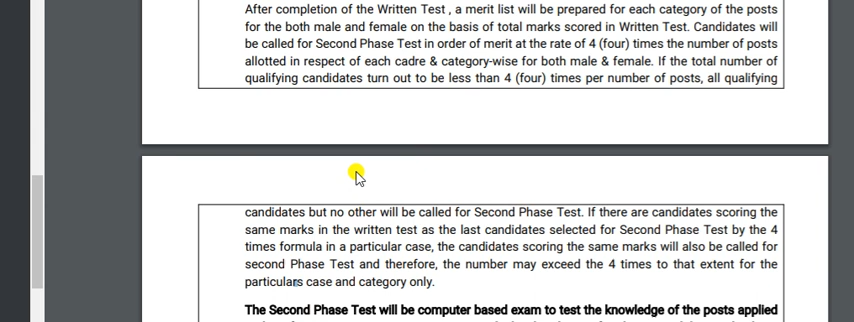 After completion of the Written Test , a merit list will be prepared for each category of the posts
for the both male and female on the basis of total marks scored in Written Test. Candidates will
be called for Second Phase Test in order of merit at the rate of 4 (four) times the number of posts
allotted in respect of each cadre & category-wise for both male & female. If the total number of
qualifying candidates turn out to be less than 4 (four) times per number of posts, all qualifying
candidates but no other will be called for Second Phase Test. If there are candidates scoring the
same marks in the written test as the last candidates selected for Second Phase Test by the 4
times formula in a particular case, the candidates scoring the same marks will also be called for
second Phase Test and therefore, the number may exceed the 4 times to that extent for the
particulars case and category only.
The Second Phase Test will be computer based exam to test the knowledge of the posts applied